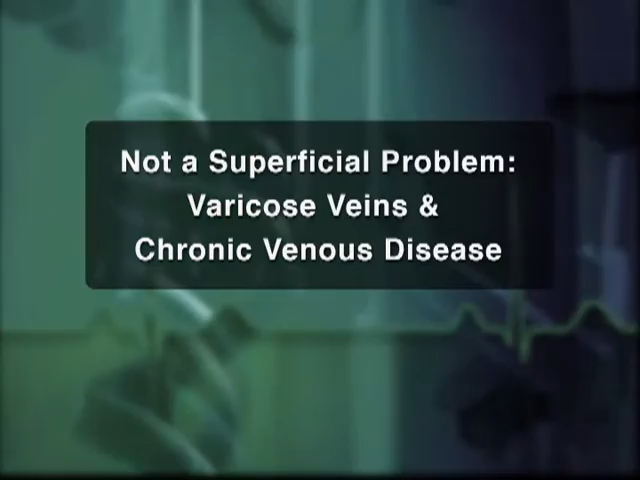 Not a Superficial Problem:
Varicose Veins &
Chronic Venous Disease